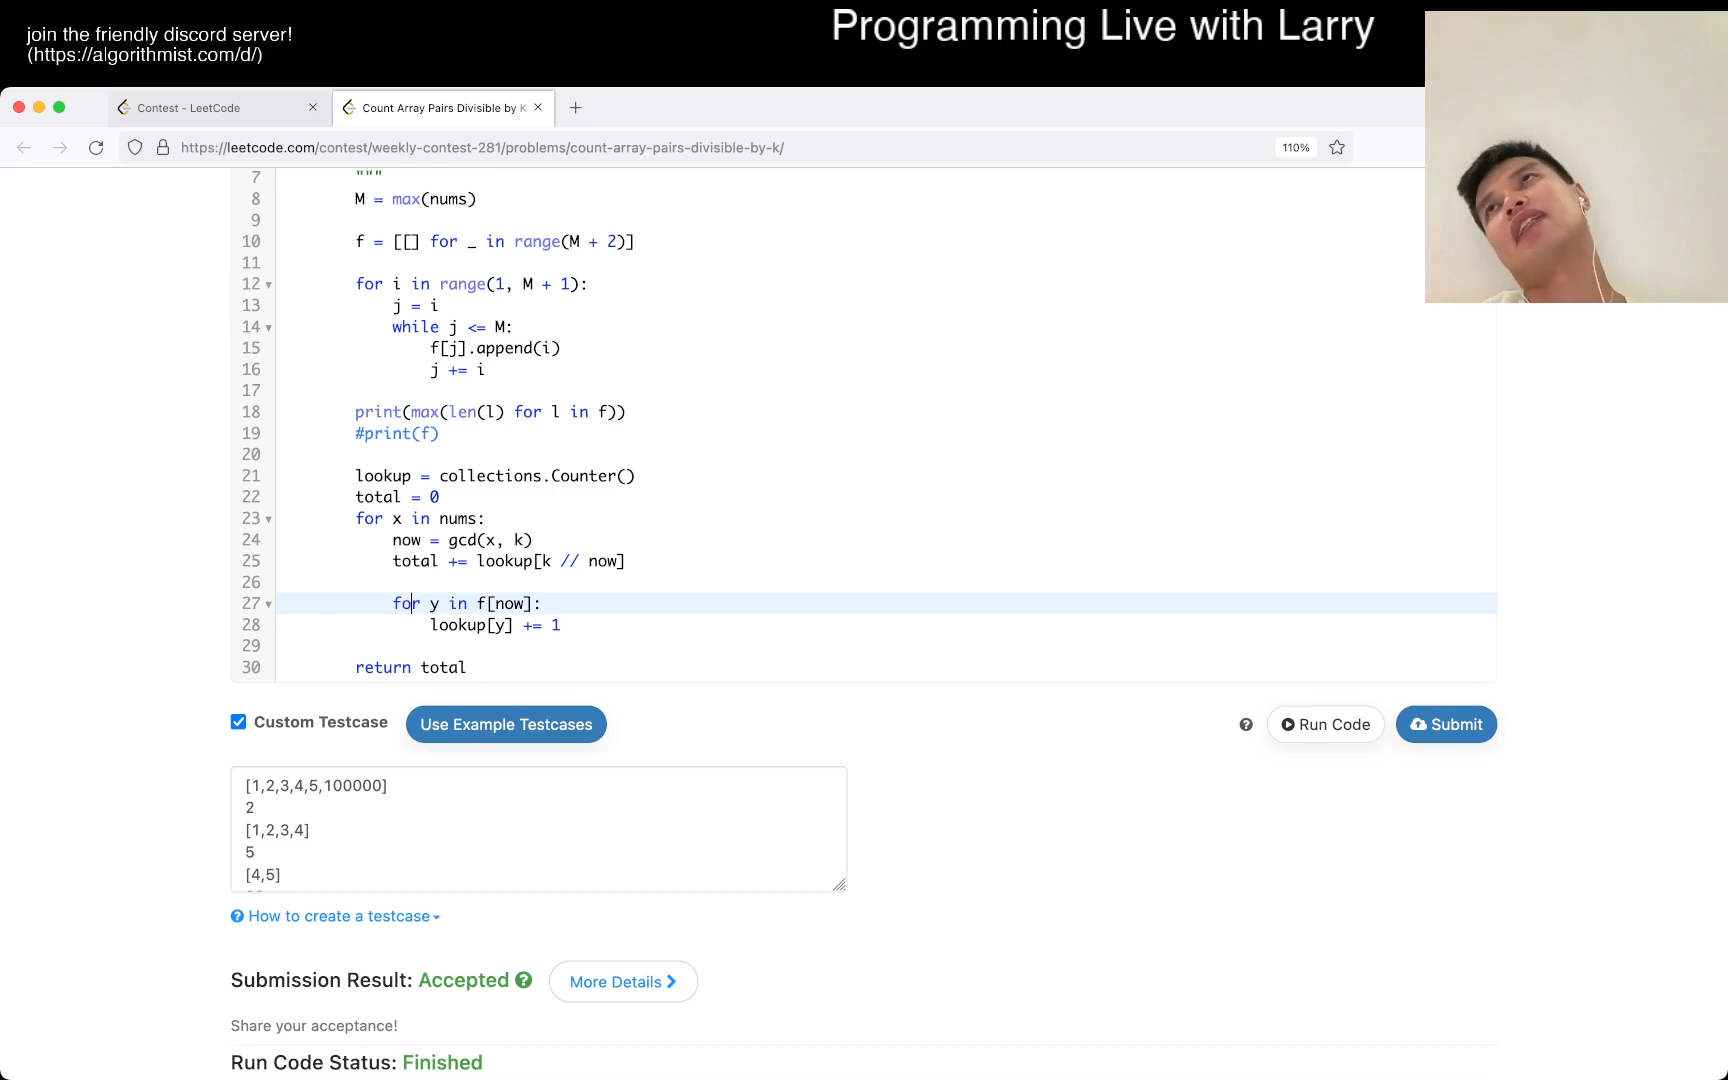 join the friendly discord server!
(https://algorithmist.com/d/)
Programming Live with Larry
Contest - LeetCode
Count Array Pairs Divisible by K
https://leetcode.com/contest/weekly-contest-281/problems/count-array-pairs-divisible-by-k/
110%
7 """
8 M = max(nums)
9
10 f = [[] for _ in range(M + 2)]
11
12 for i in range(1, M + 1):
13 j = i
14 while j <= M:
15 f[j].append(i)
16 j += i
17
18 print(max(len(l) for l in f))
19 #print(f)
20
21 lookup = collections.Counter()
22 total = 0
23 for x in nums:
24 now = gcd(x, k)
25 total += lookup[k // now]
26
27 for y in f[now]:
28 lookup[y] += 1
29
30 return total
Custom Testcase
Use Example Testcases
Run Code
Submit
[1,2,3,4,5,100000]
2
[1,2,3,4]
5
[4,5]
How to create a testcase
Submission Result: Accepted
More Details
Share your acceptance!
Run Code Status: Finished